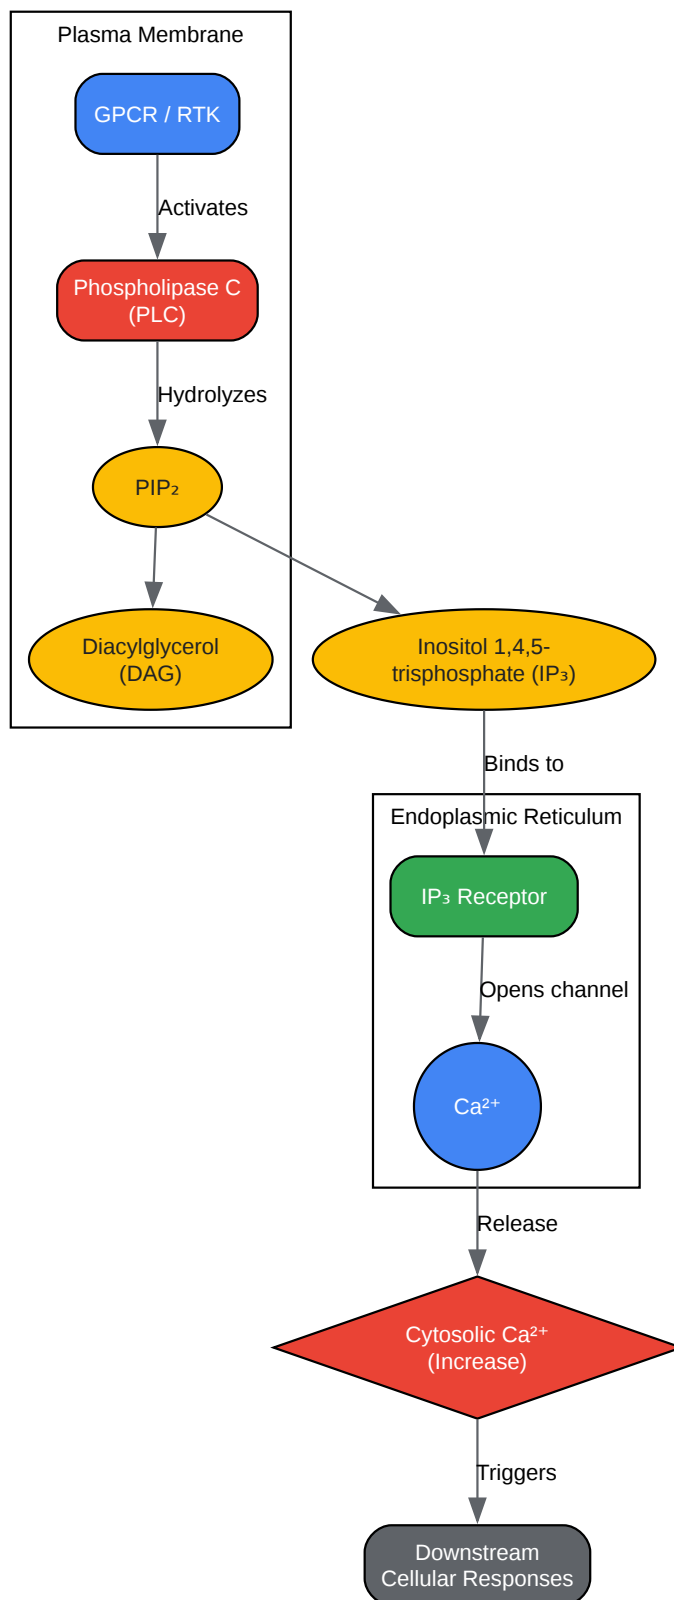 Plasma Membrane
GPCR / RTK
Activates
Phospholipase C
(PLC)
Hydrolyzes
PIP₂
Diacylglycerol
(DAG)
Inositol 1,4,5-
trisphosphate (IP₃)
Binds to
Endoplasmic Reticulum
IP₃ Receptor
Opens channel
Ca²⁺
Release
Cytosolic Ca²⁺
(Increase)
Triggers
Downstream
Cellular Responses